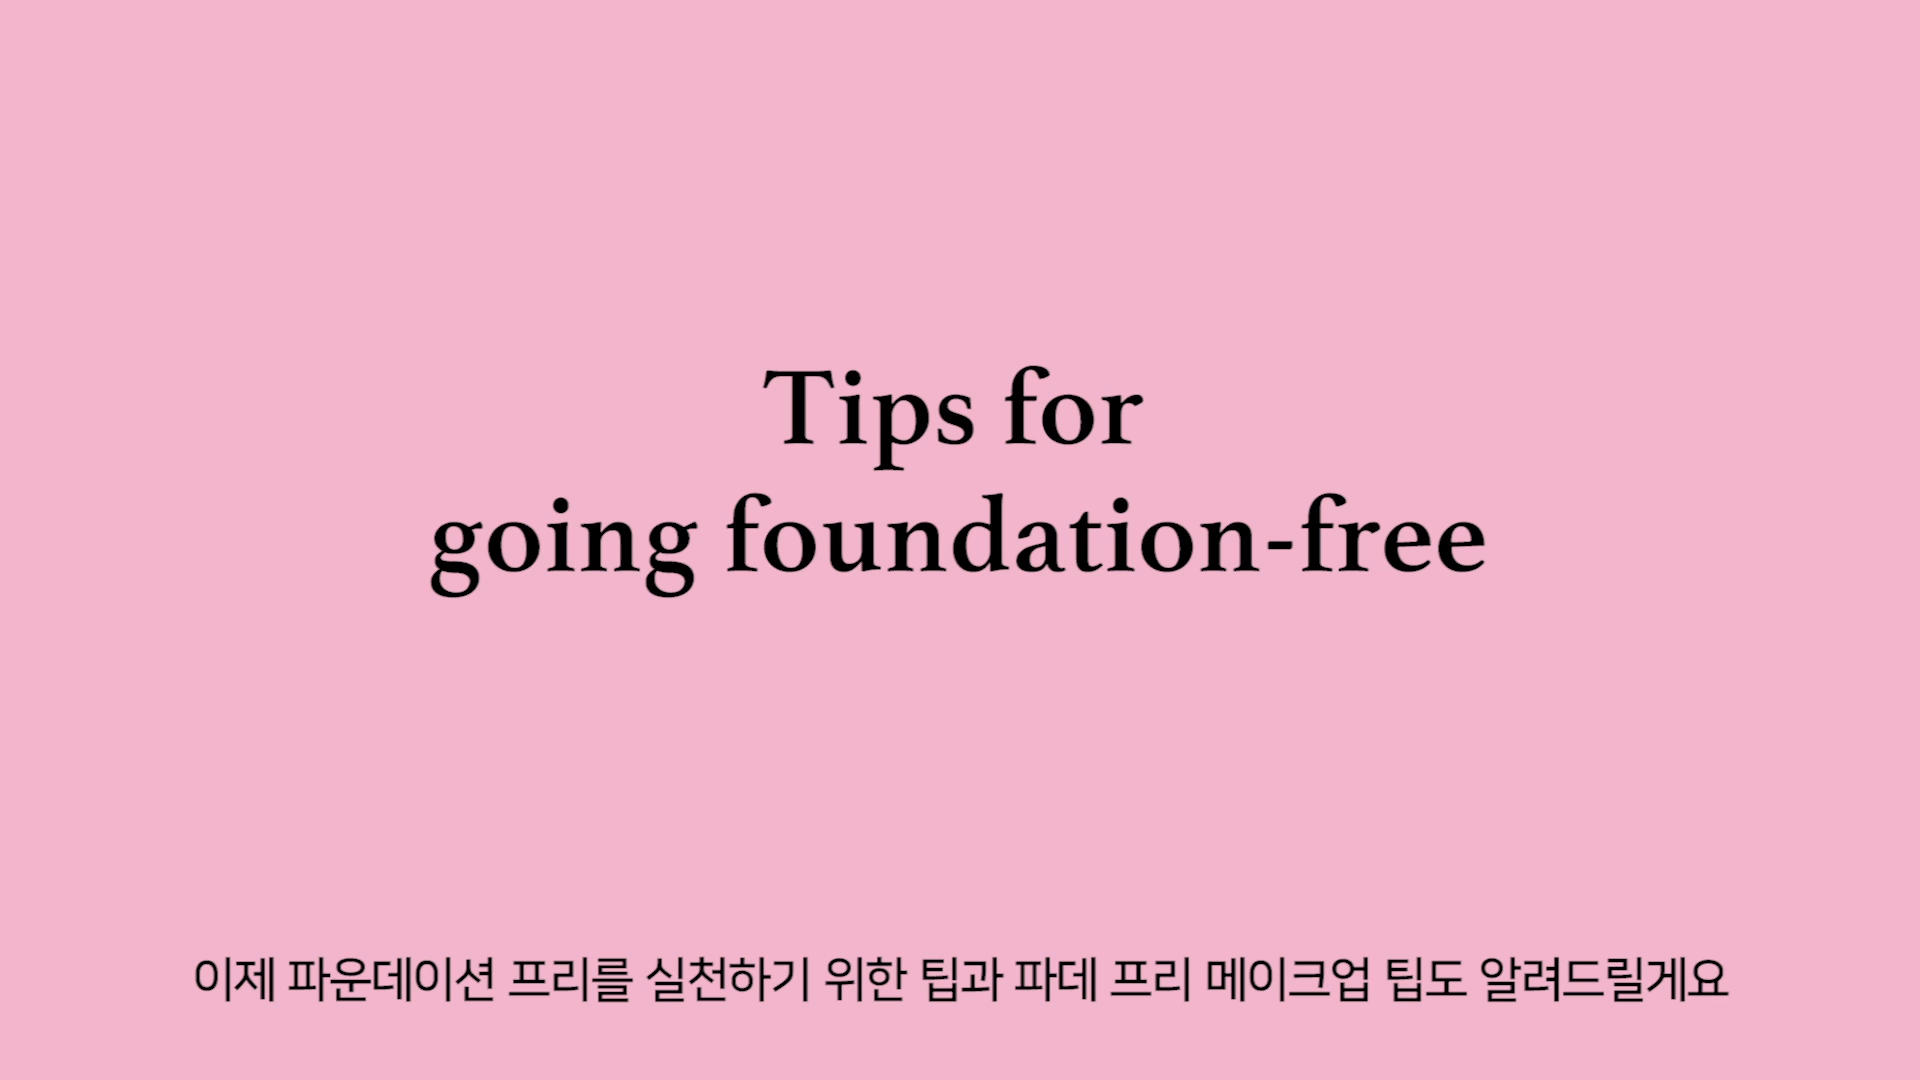 Tips for
going foundation-free
이제 파운데이션 프리를 실천하기 위한 팁과 파데 프리 메이크업 팁도 알려드릴게요